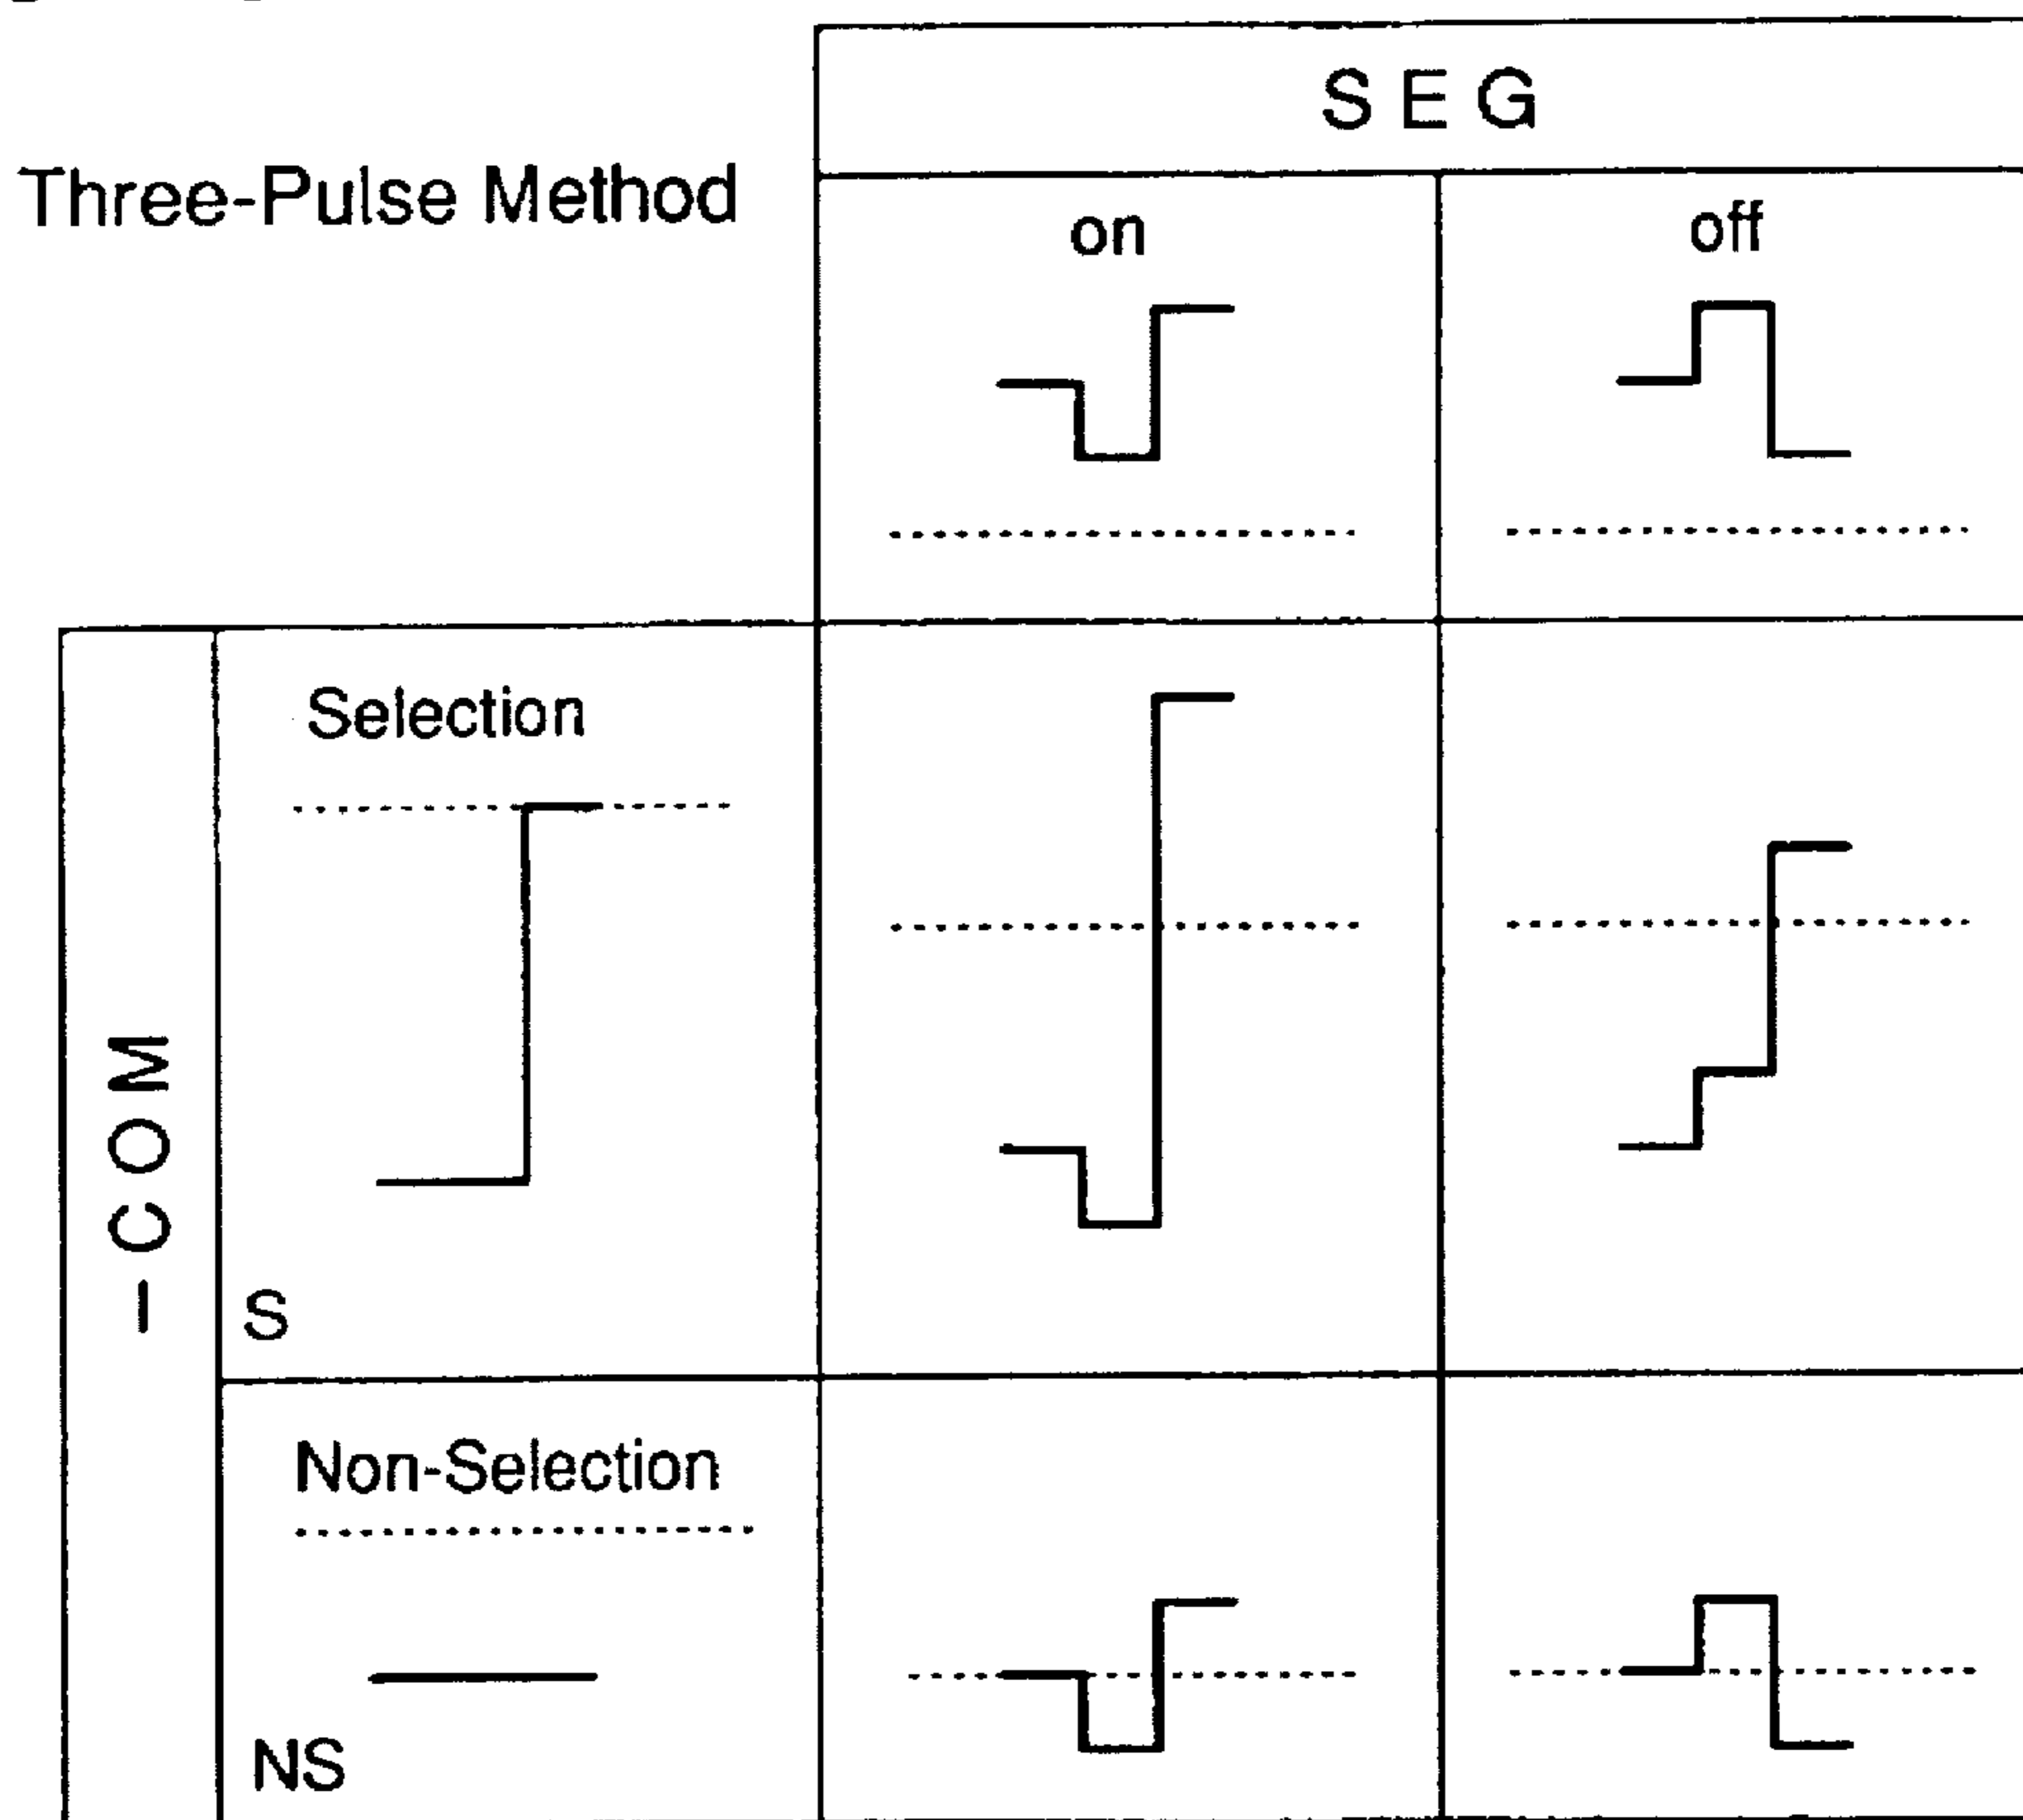 SEG
Three-Pulse Method
on
off
Selection
–COM
S
Non-Selection
NS